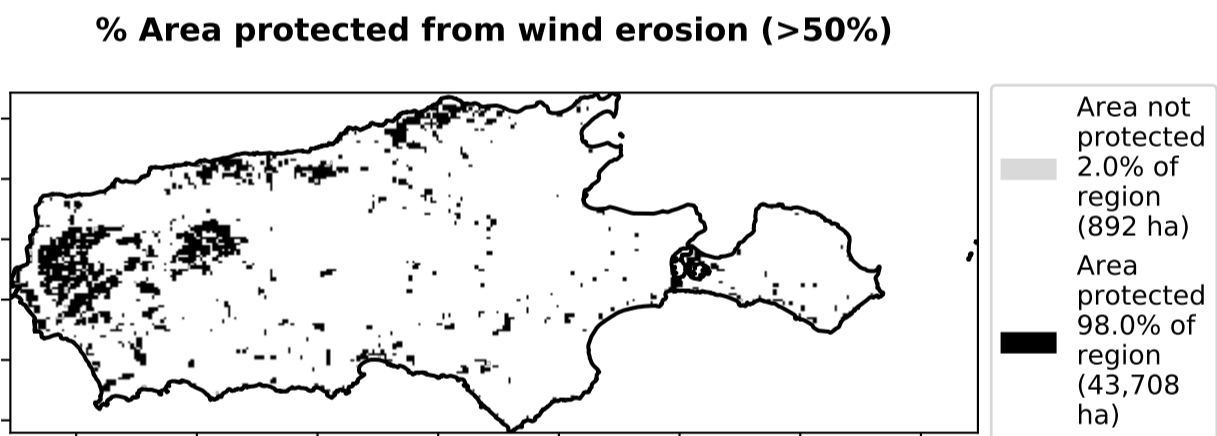 % Area protected from wind erosion (>50%)
Area not
protected
2.0% of
region
(892 ha)
Area
protected
98.0% of
region
(43,708
ha)